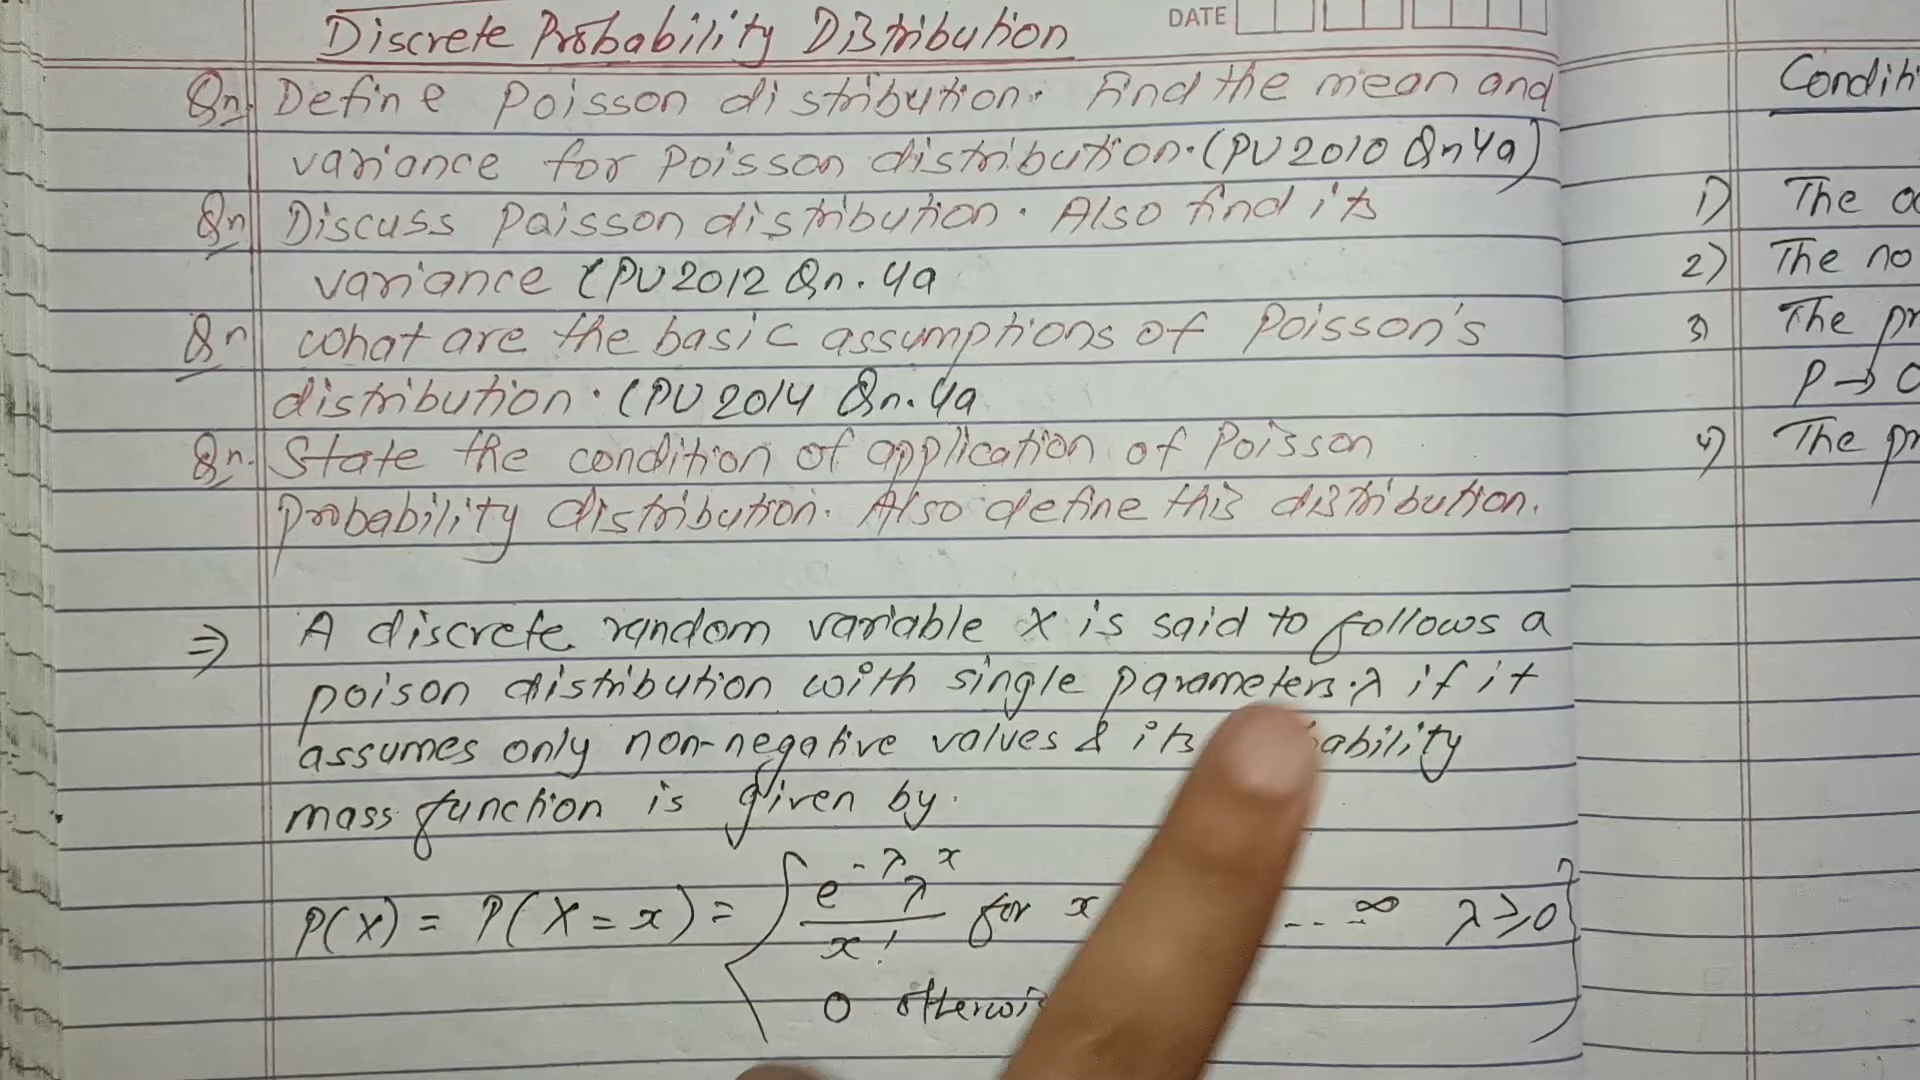 Discrete Probability Distribution
DATE
Qn. Define Poisson distribution. Find the mean and
variance for Poisson distribution. (PU 2010 Qn 4a)
Qn Discuss Paisson distribution. Also find its
variance (PU 2012 Qn. 4a
Qn what are the basic assumptions of Poisson's
distribution. (PU 2014 Qn. 4a
Qn. State the condition of application of Poisson
Probability distribution. Also define this distribution.
⇒ A discrete random variable X is said to follows a
poison distribution with single parameters. λ if it
assumes only non-negative values & its
mass function is given by.
P(X) = P(X = x) = { e^-λ λ^x / x! for x ... ∞ λ ≥ 0 }
0
1) The
2) The no
3) The
P →
4) The